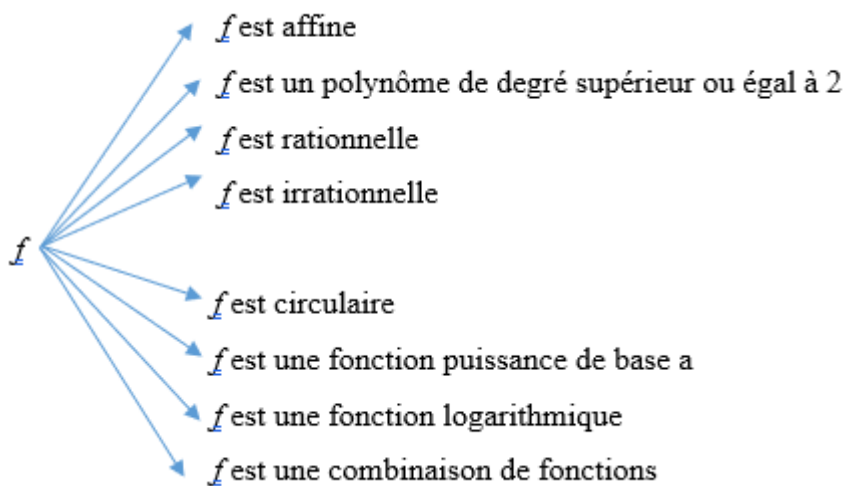 f est affine
f est un polynôme de degré supérieur ou égal à 2
f est rationnelle
f est irrationnelle
f
f est circulaire
f est une fonction puissance de base a
f est une fonction logarithmique
f est une combinaison de fonctions